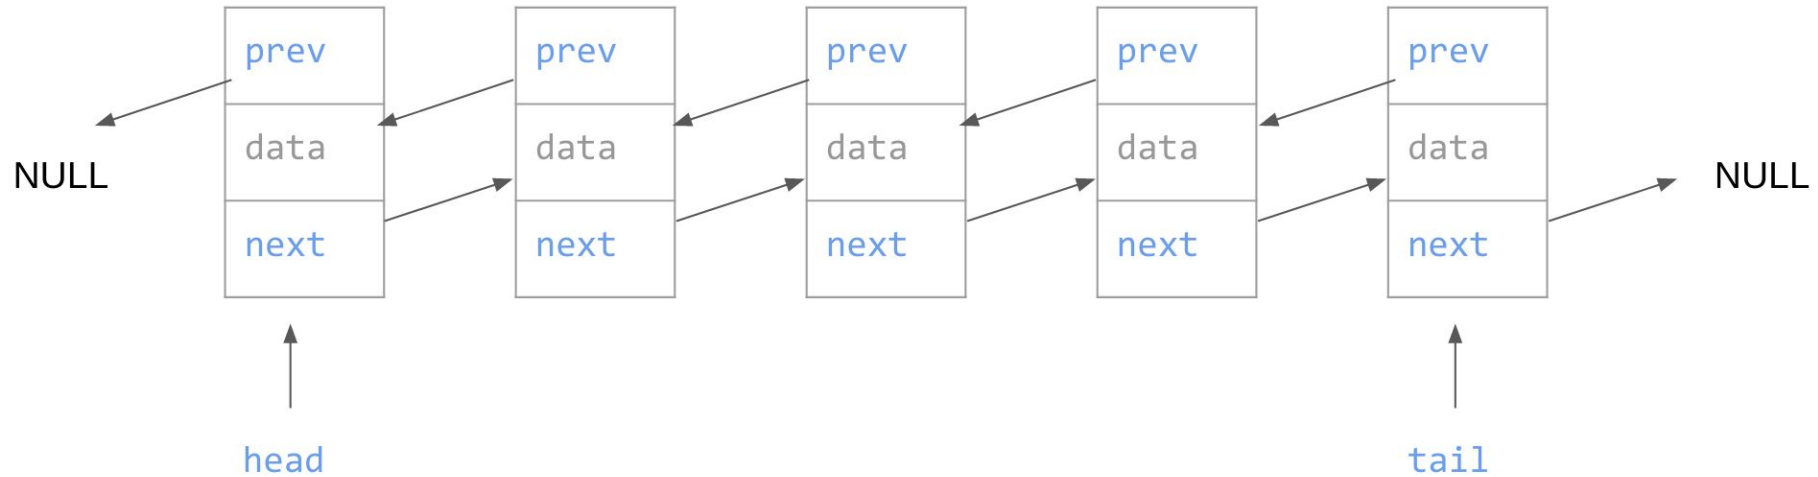 prev prev prev prev prev
data data data data data
NULL NULL
next next next next next
head tail